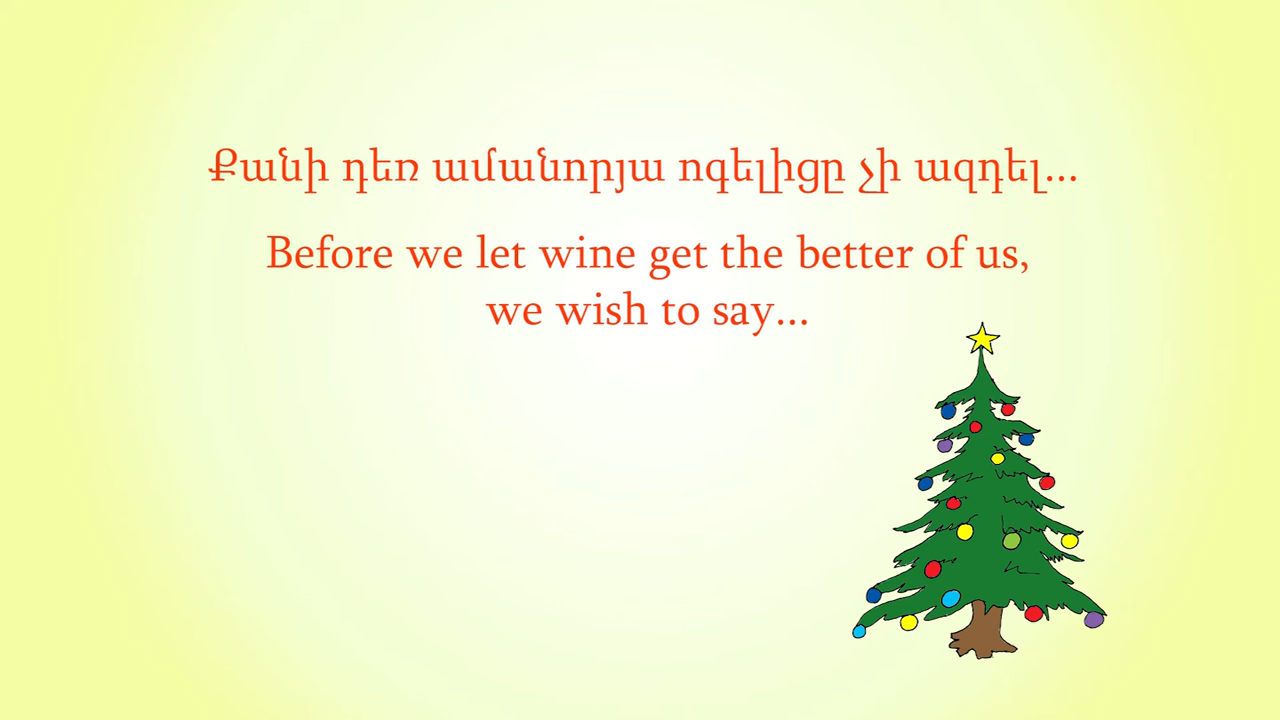 Քանի դեռ ամանորյա ոգելիցը չի ազդել...
Before we let wine get the better of us,
we wish to say...